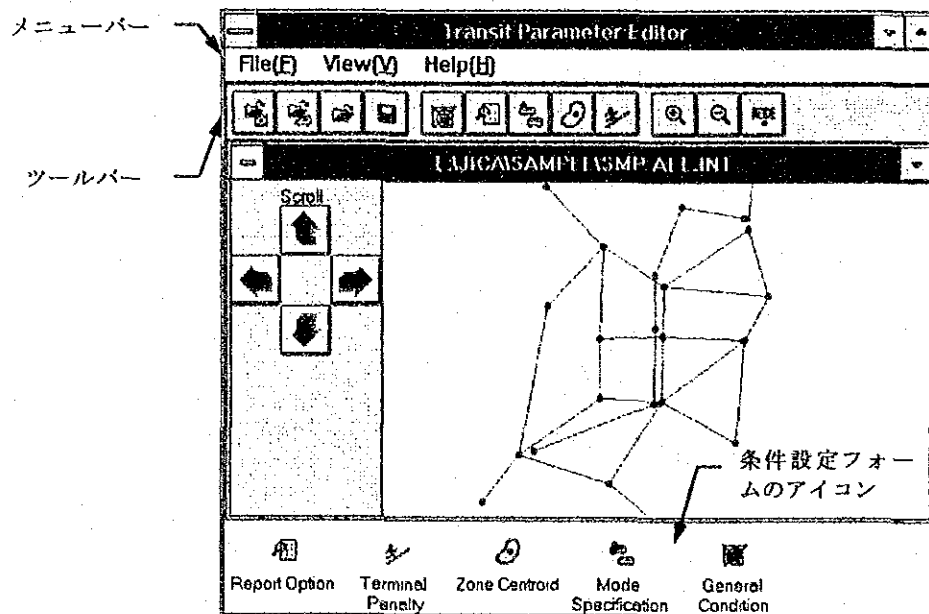 メニューバー
Transit Parameter Editor
File(F) View(V) Help(H)
ツールバー
Scroll
条件設定フォー
ムのアイコン
Report Option
Terminal
Penalty
Zone Centroid
Mode
Specification
General
Condition